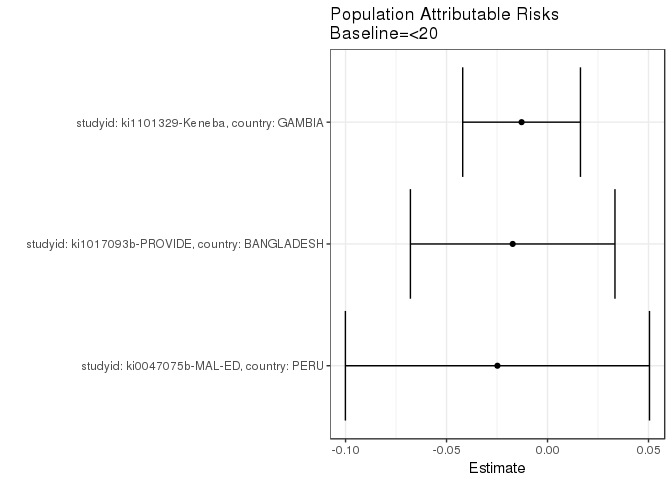 Population Attributable Risks
Baseline=<20
studyid: ki1101329-Keneba, country: GAMBIA
studyid: ki1017093b-PROVIDE, country: BANGLADESH
studyid: ki0047075b-MAL-ED, country: PERU
-0.10 -0.05 0.00 0.05
Estimate